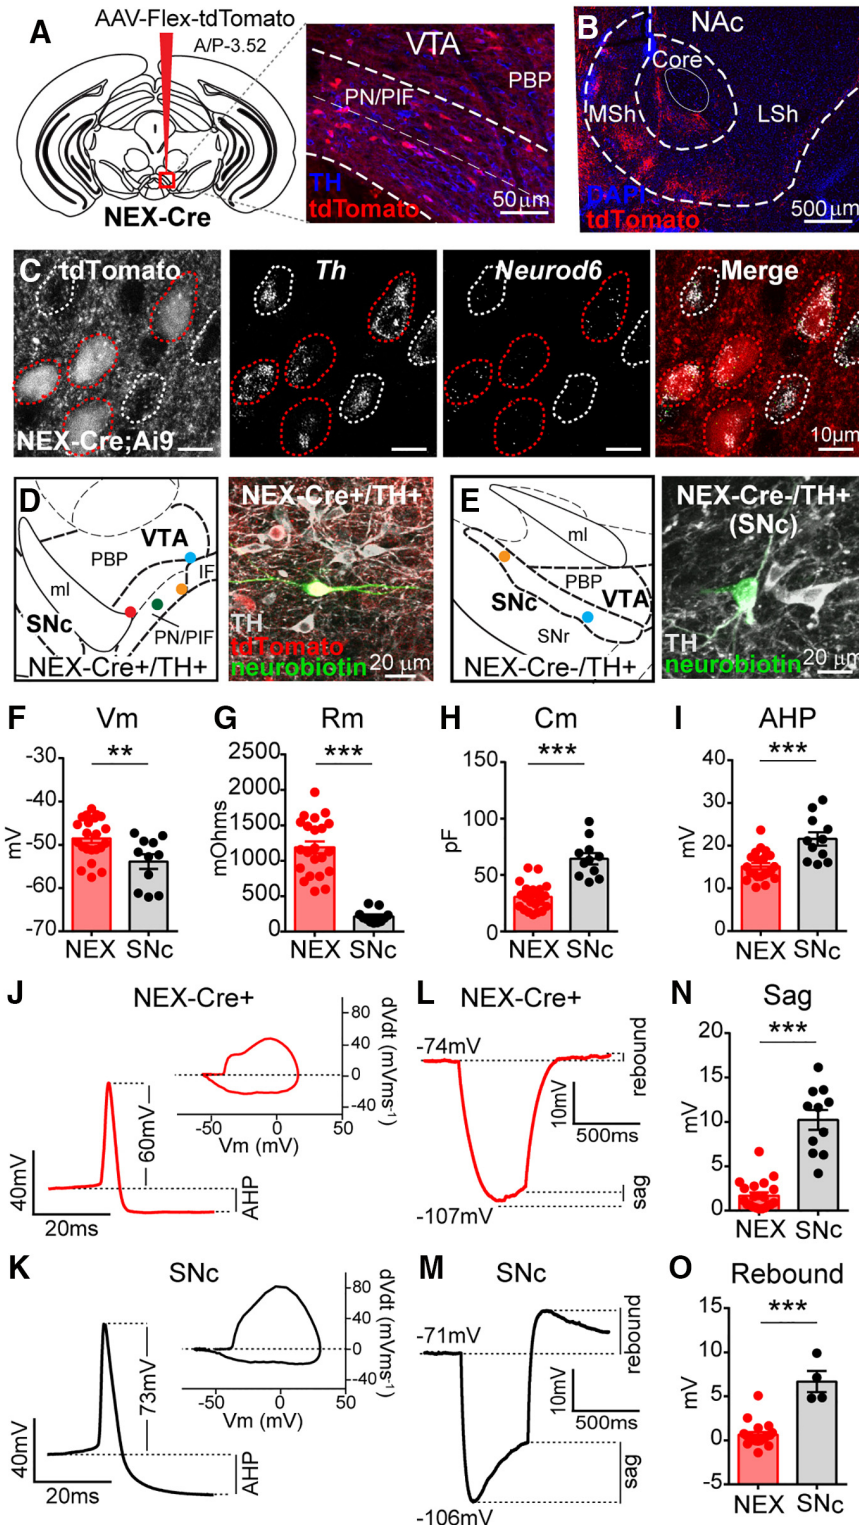 A
AAV-Flex-tdTomato
A/P-3.52
NEX-Cre
VTA
PBP
PN/PIF
TH
tdTomato
50μm
B
NAc
Core
MSh
LSh
DAPI
tdTomato
500μm
C
tdTomato
Th
Neurod6
Merge
NEX-Cre;Ai9
10μm
D
VTA
PBP
IF
ml
SNc
PN/PIF
NEX-Cre+/TH+
NEX-Cre+/TH+
TH
tdTomato
neurobiotin
20 μm
E
ml
PBP
SNc
VTA
SNr
NEX-Cre-/TH+
NEX-Cre-/TH+
(SNc)
TH
neurobiotin
20 μm
F
Vm
**
-30
-40
-50
-60
-70
mV
NEX
SNc
G
Rm
***
2500
2000
1500
1000
500
0
mOhms
NEX
SNc
H
Cm
***
150
100
50
0
pF
NEX
SNc
I
AHP
***
40
30
20
10
0
mV
NEX
SNc
J
NEX-Cre+
80
40
0
-40
dVdt (mVms-1)
-50
0
50
Vm (mV)
60mV
AHP
40mV
20ms
L
NEX-Cre+
-74mV
rebound
10mV
500ms
sag
-107mV
N
Sag
***
20
15
10
5
0
mV
NEX
SNc
K
SNc
80
40
0
-40
dVdt (mVms-1)
-50
0
50
Vm (mV)
73mV
AHP
40mV
20ms
M
SNc
-71mV
rebound
10mV
500ms
sag
-106mV
O
Rebound
***
15
10
5
0
-5
mV
NEX
SNc